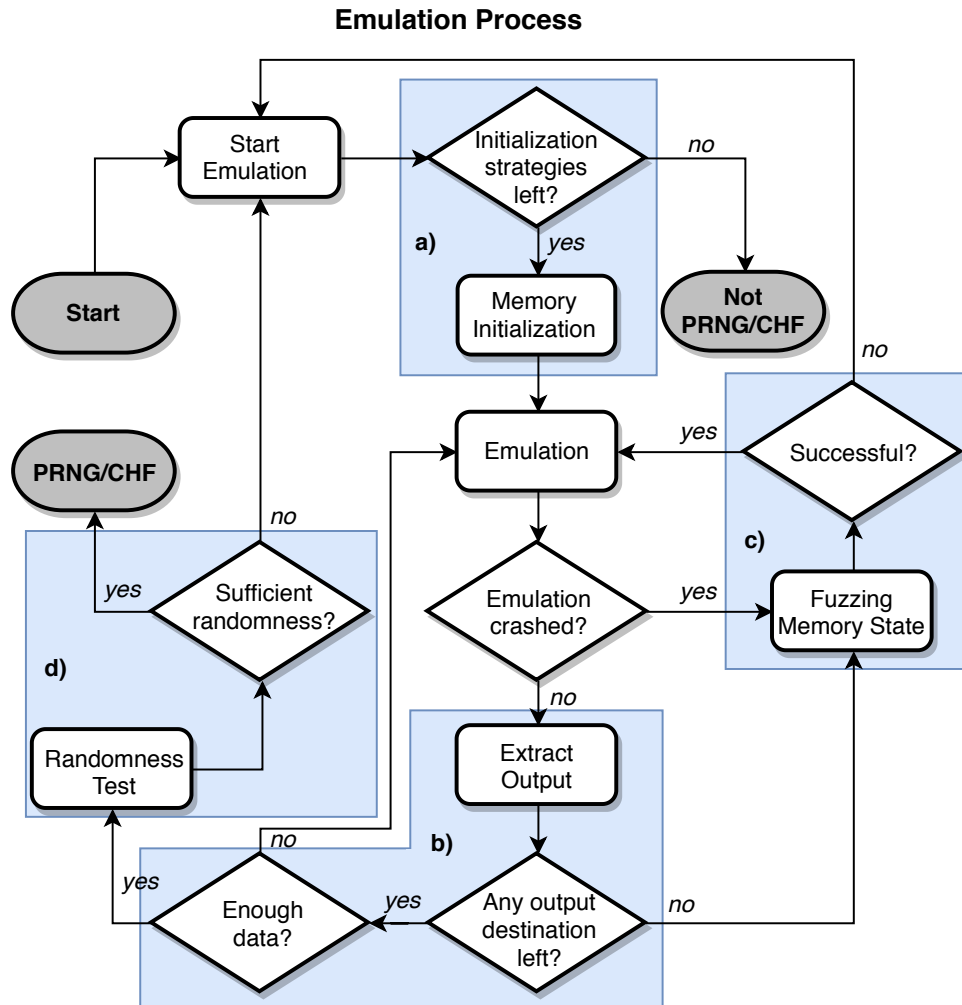 Emulation Process
Start
Emulation
Initialization
strategies
left?
no
yes
a)
Memory
Initialization
Start
Not
PRNG/CHF
no
Emulation
yes
Successful?
PRNG/CHF
no
c)
yes
Sufficient
randomness?
Emulation
crashed?
yes
Fuzzing
Memory State
d)
no
Randomness
Test
Extract
Output
no
b)
yes
Enough
data?
yes
Any output
destination
left?
no